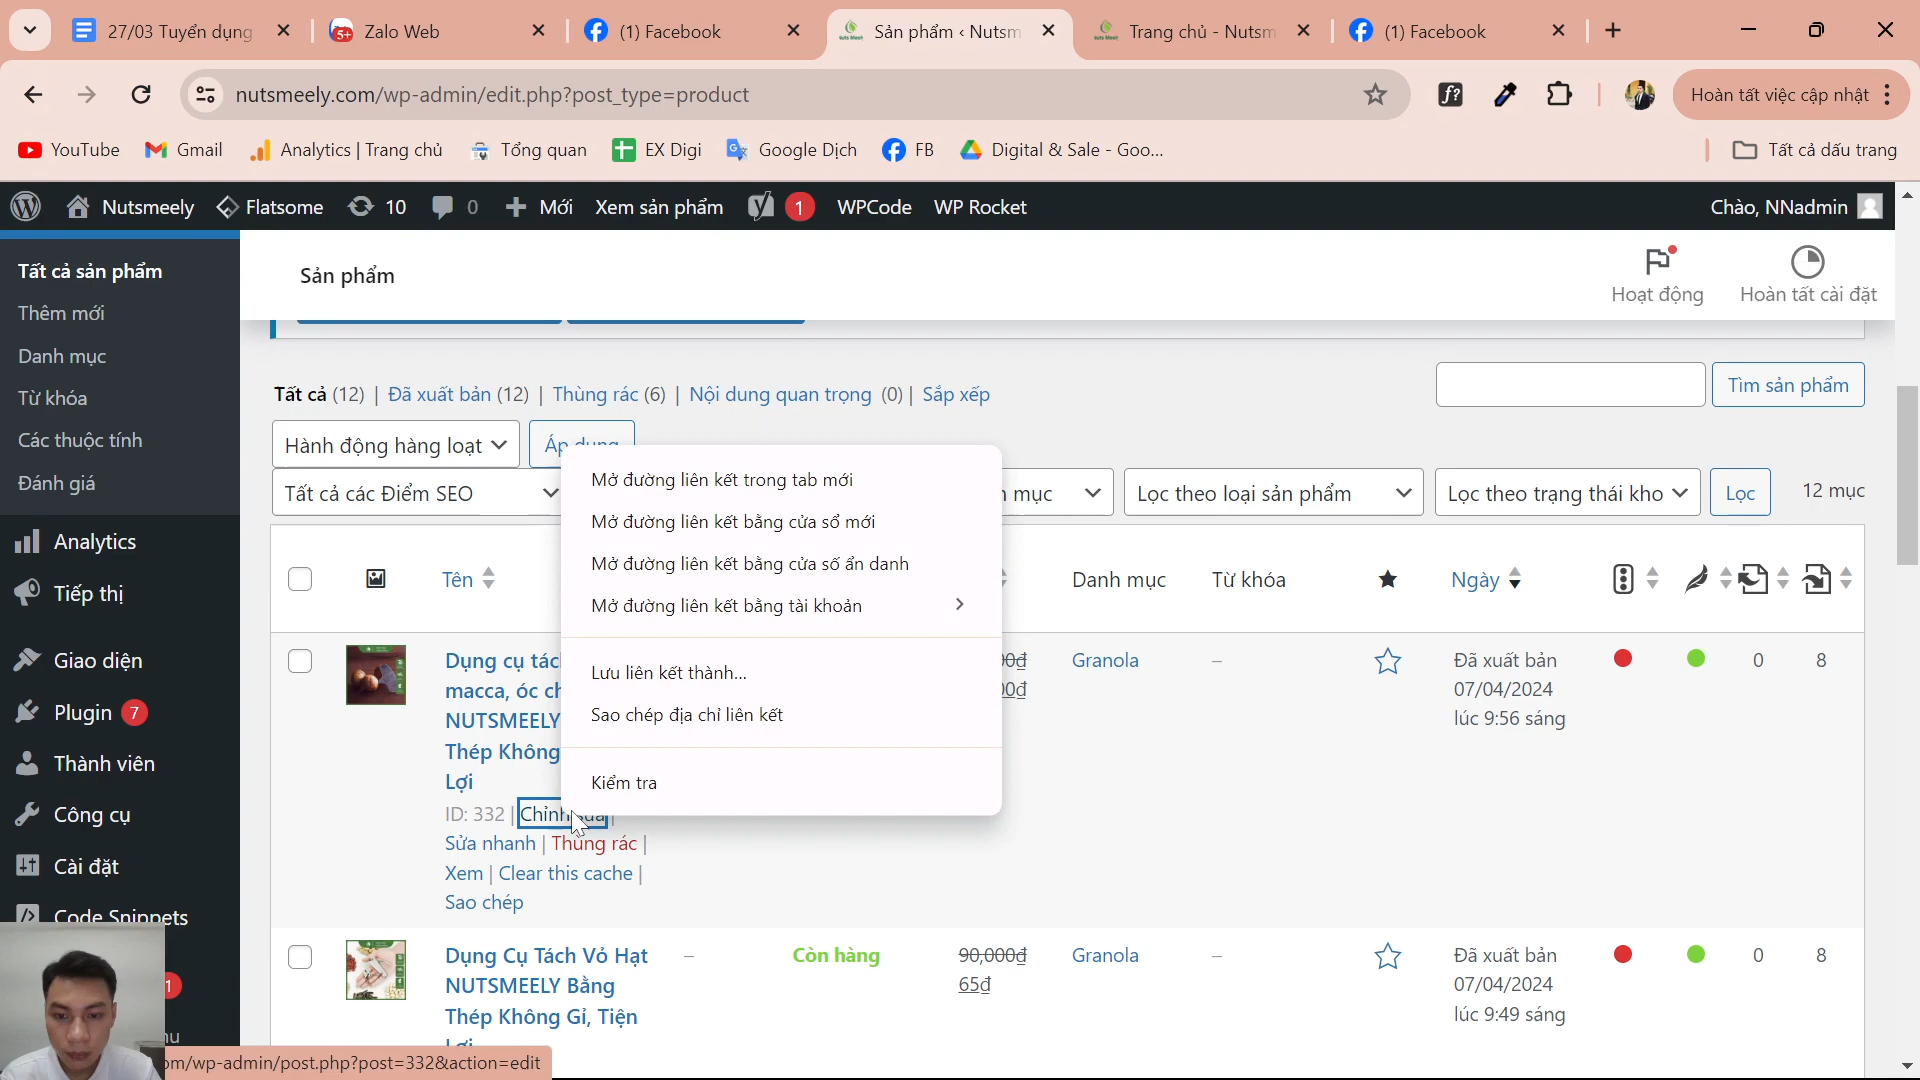 27/03 Tuyển dụng
5+ Zalo Web
(1) Facebook
Sản phẩm ‹ Nutsm
Trang chủ - Nutsm
(1) Facebook
nutsmeely.com/wp-admin/edit.php?post_type=product
f?
Hoàn tất việc cập nhật
YouTube
Gmail
Analytics | Trang chủ
Tổng quan
EX Digi
Google Dịch
FB
Digital & Sale - Goo...
Tất cả dấu trang
Nutsmeely
Flatsome
10
0
Mới
Xem sản phẩm
1
WPCode
WP Rocket
Chào, NNadmin
Tất cả sản phẩm
Thêm mới
Danh mục
Từ khóa
Các thuộc tính
Đánh giá
Analytics
Tiếp thị
Giao diện
Plugin 7
Thành viên
Công cụ
Cài đặt
Code Snippets
1
Sản phẩm
Hoạt động
Hoàn tất cài đặt
Tất cả (12) | Đã xuất bản (12) | Thùng rác (6) | Nội dung quan trọng (0) | Sắp xếp
Tìm sản phẩm
Hành động hàng loạt
Áp dụng
Tất cả các Điểm SEO
mục
Lọc theo loại sản phẩm
Lọc theo trạng thái kho
Lọc
12 mục
Mở đường liên kết trong tab mới
Mở đường liên kết bằng cửa sổ mới
Mở đường liên kết bằng cửa số ẩn danh
Mở đường liên kết bằng tài khoản
Lưu liên kết thành...
Sao chép địa chỉ liên kết
Kiểm tra
Tên
Danh mục
Từ khóa
Ngày
Dụng cụ tác
macca, óc ch
NUTSMEELY
Thép Không
Lợi
ID: 332 | Chỉnh sửa |
Sửa nhanh | Thùng rác |
Xem | Clear this cache |
Sao chép
0₫
0₫
Granola
–
Đã xuất bản
07/04/2024
lúc 9:56 sáng
0
8
Dụng Cụ Tách Vỏ Hạt
NUTSMEELY Bằng
Thép Không Gỉ, Tiện
Lợi
–
Còn hàng
90,000₫
65₫
Granola
–
Đã xuất bản
07/04/2024
lúc 9:49 sáng
0
8
om/wp-admin/post.php?post=332&action=edit